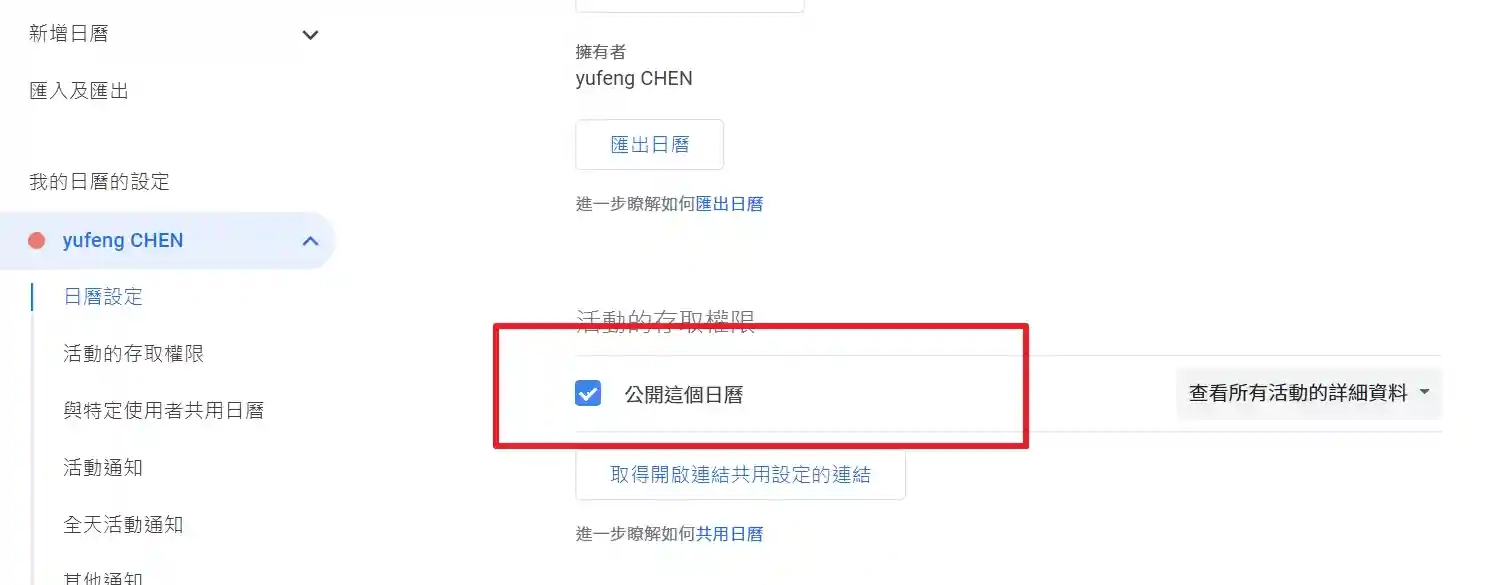 新增日曆
匯入及匯出
我的日曆的設定
yufeng CHEN
日曆設定
活動的存取權限
與特定使用者共用日曆
活動通知
全天活動通知
其他通知
擁有者
yufeng CHEN
匯出日曆
進一步瞭解如何匯出日曆
活動的存取權限
公開這個日曆
查看所有活動的詳細資料
取得開啟連結共用設定的連結
進一步瞭解如何共用日曆